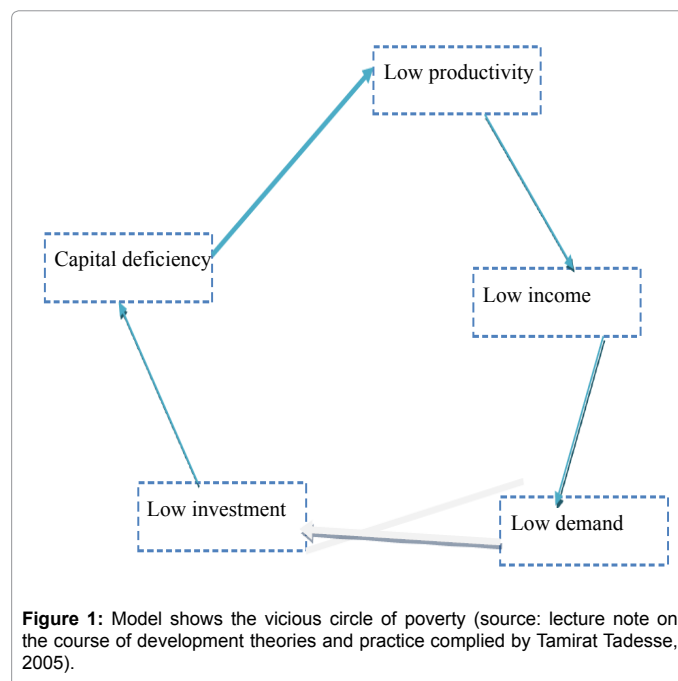 Low productivity
Capital deficiency
Low income
Low investment
Low demand
Figure 1: Model shows the vicious circle of poverty (source: lecture note on
the course of development theories and practice complied by Tamirat Tadesse,
2005).